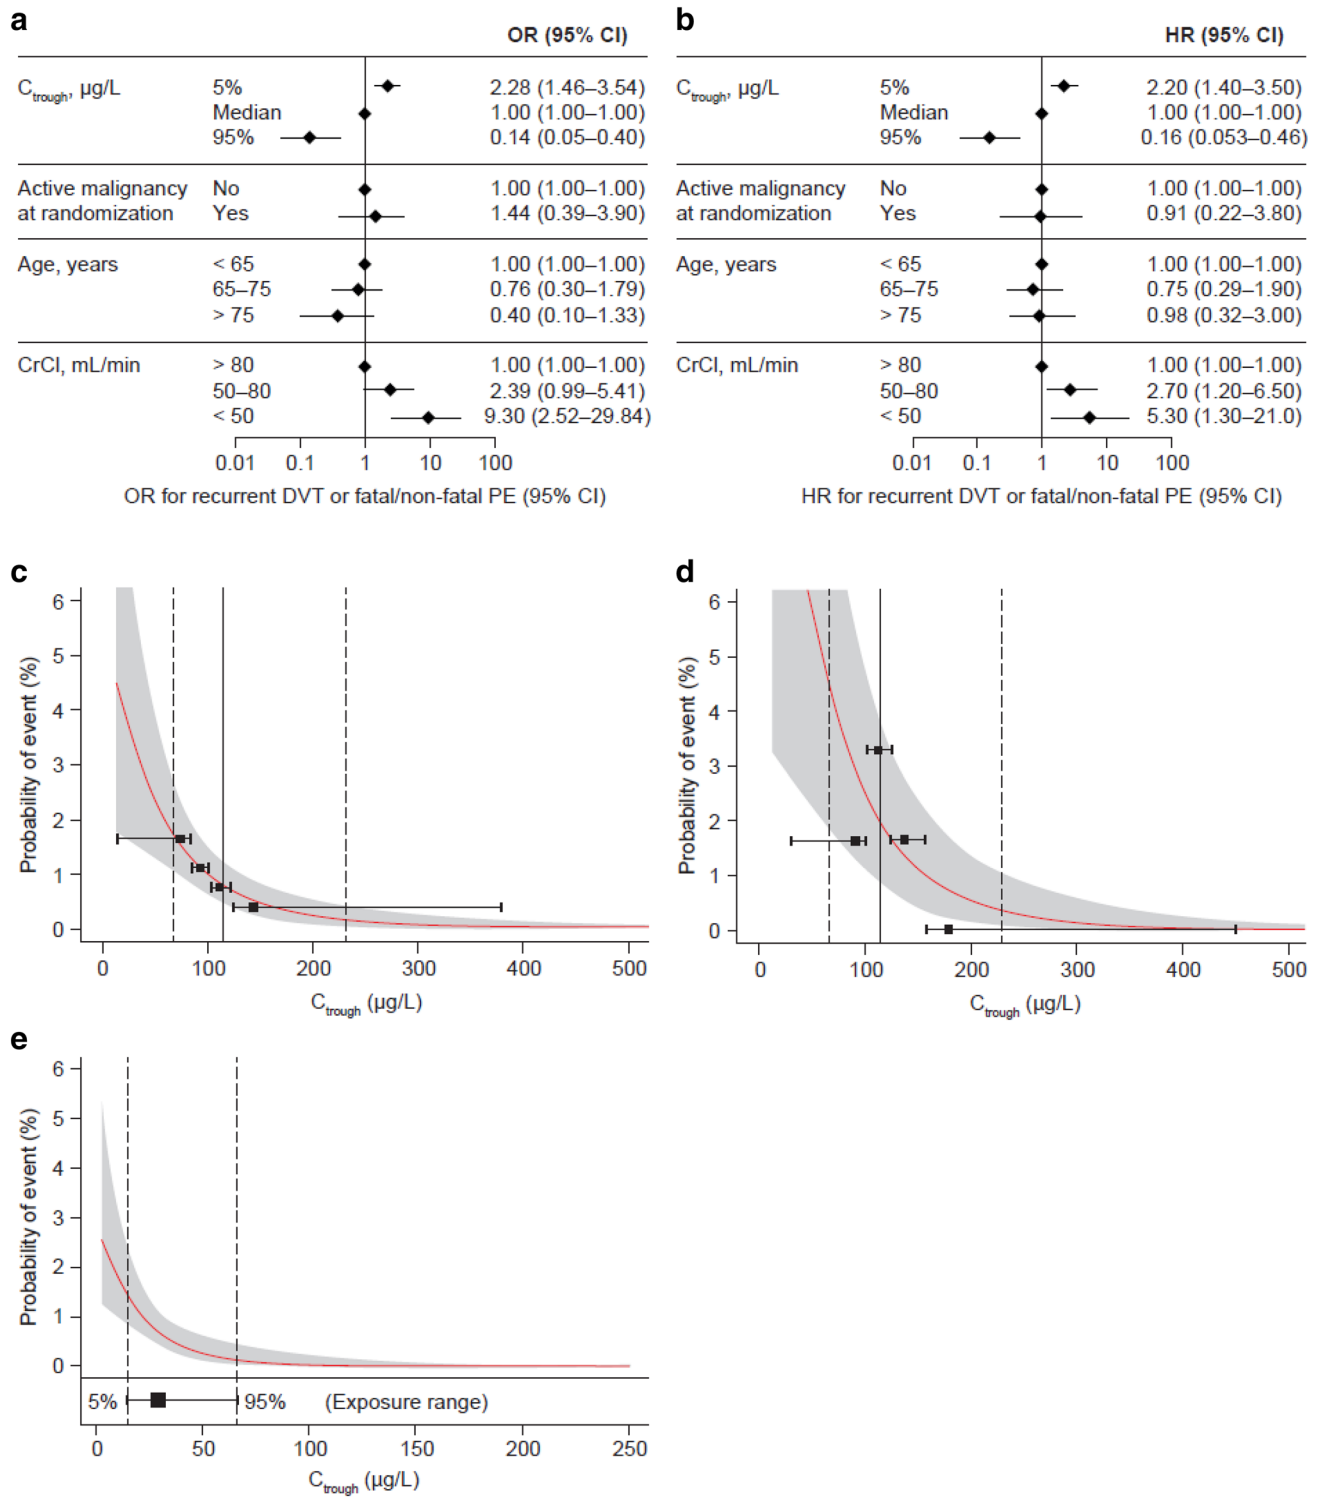 a
OR (95% CI)
Ctrough, µg/L 5% 2.28 (1.46–3.54)
Median 1.00 (1.00–1.00)
95% 0.14 (0.05–0.40)
Active malignancy No 1.00 (1.00–1.00)
at randomization Yes 1.44 (0.39–3.90)
Age, years < 65 1.00 (1.00–1.00)
65–75 0.76 (0.30–1.79)
> 75 0.40 (0.10–1.33)
CrCl, mL/min > 80 1.00 (1.00–1.00)
50–80 2.39 (0.99–5.41)
< 50 9.30 (2.52–29.84)
0.01 0.1 1 10 100
OR for recurrent DVT or fatal/non-fatal PE (95% CI)
b
HR (95% CI)
Ctrough, µg/L 5% 2.20 (1.40–3.50)
Median 1.00 (1.00–1.00)
95% 0.16 (0.053–0.46)
Active malignancy No 1.00 (1.00–1.00)
at randomization Yes 0.91 (0.22–3.80)
Age, years < 65 1.00 (1.00–1.00)
65–75 0.75 (0.29–1.90)
> 75 0.98 (0.32–3.00)
CrCl, mL/min > 80 1.00 (1.00–1.00)
50–80 2.70 (1.20–6.50)
< 50 5.30 (1.30–21.0)
0.01 0.1 1 10 100
HR for recurrent DVT or fatal/non-fatal PE (95% CI)
c
Probability of event (%)
6
5
4
3
2
1
0
0 100 200 300 400 500
Ctrough (µg/L)
d
Probability of event (%)
6
5
4
3
2
1
0
0 100 200 300 400 500
Ctrough (µg/L)
e
Probability of event (%)
6
5
4
3
2
1
0
5% 95% (Exposure range)
0 50 100 150 200 250
Ctrough (µg/L)